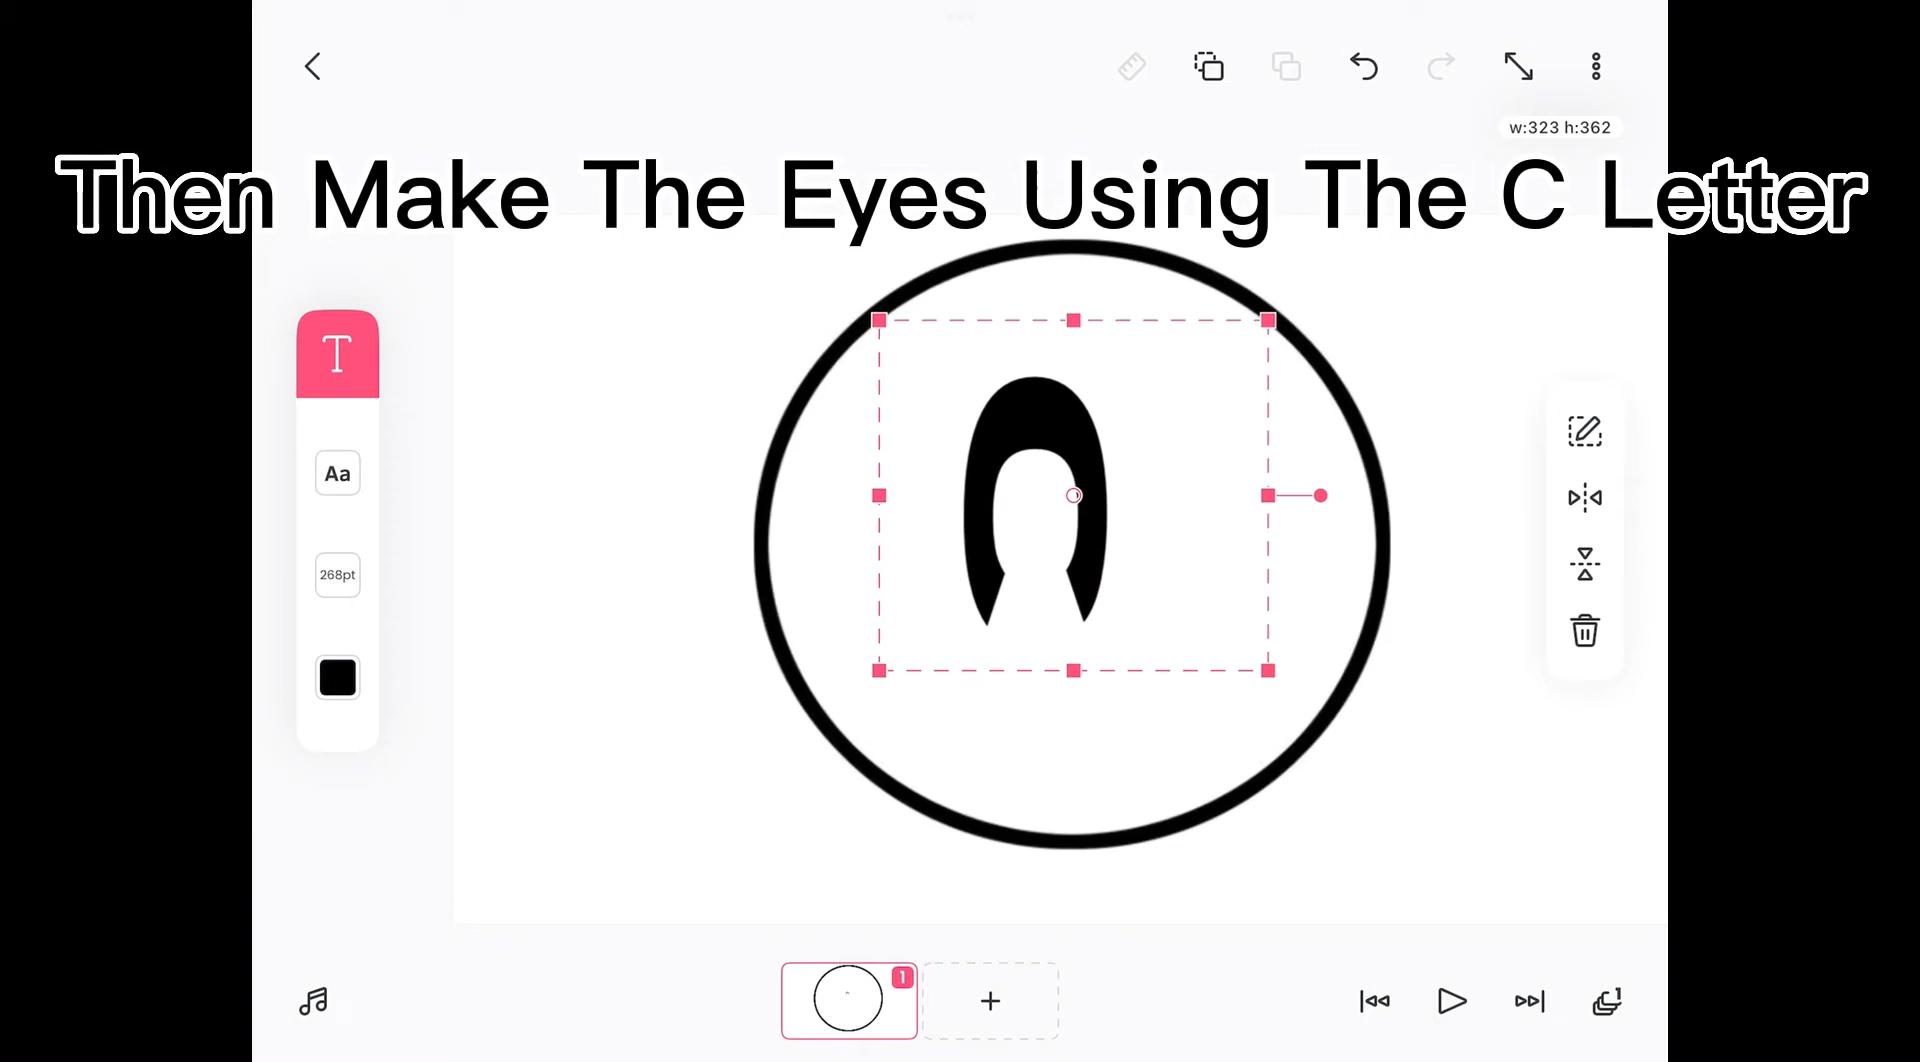 w:323 h:362
Then Make The Eyes Using The C Letter
T
Aa
268pt
C
1